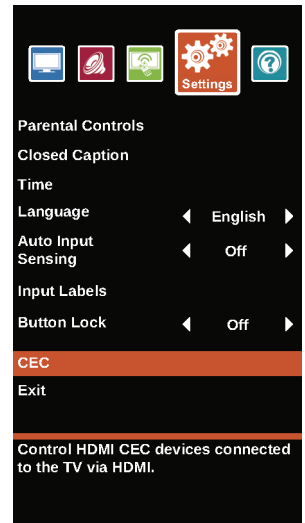 Settings
Parental Controls
Closed Caption
Time
Language English
Auto Input
Sensing Off
Input Labels
Button Lock Off
CEC
Exit
Control HDMI CEC devices connected
to the TV via HDMI.